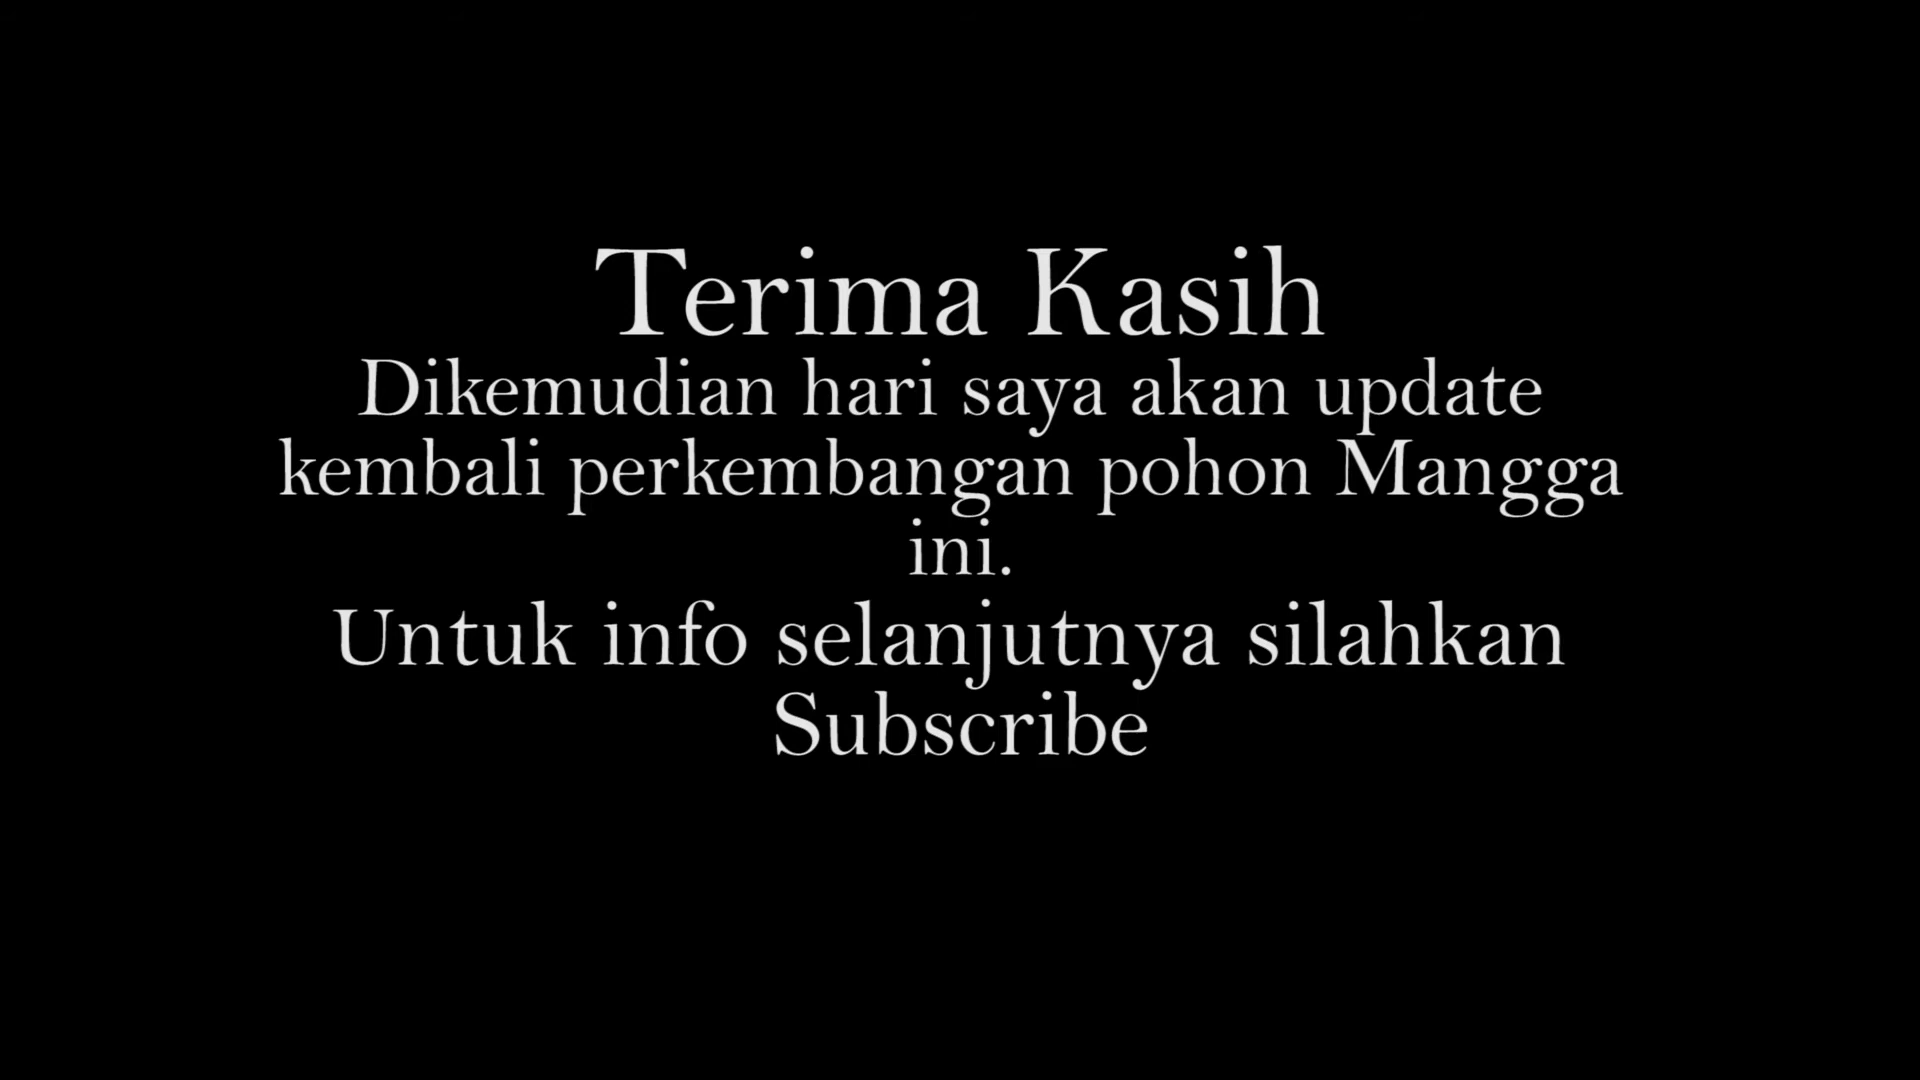 Terima Kasih
Dikemudian hari saya akan update
kembali perkembangan pohon Mangga
ini.
Untuk info selanjutnya silahkan
Subscribe